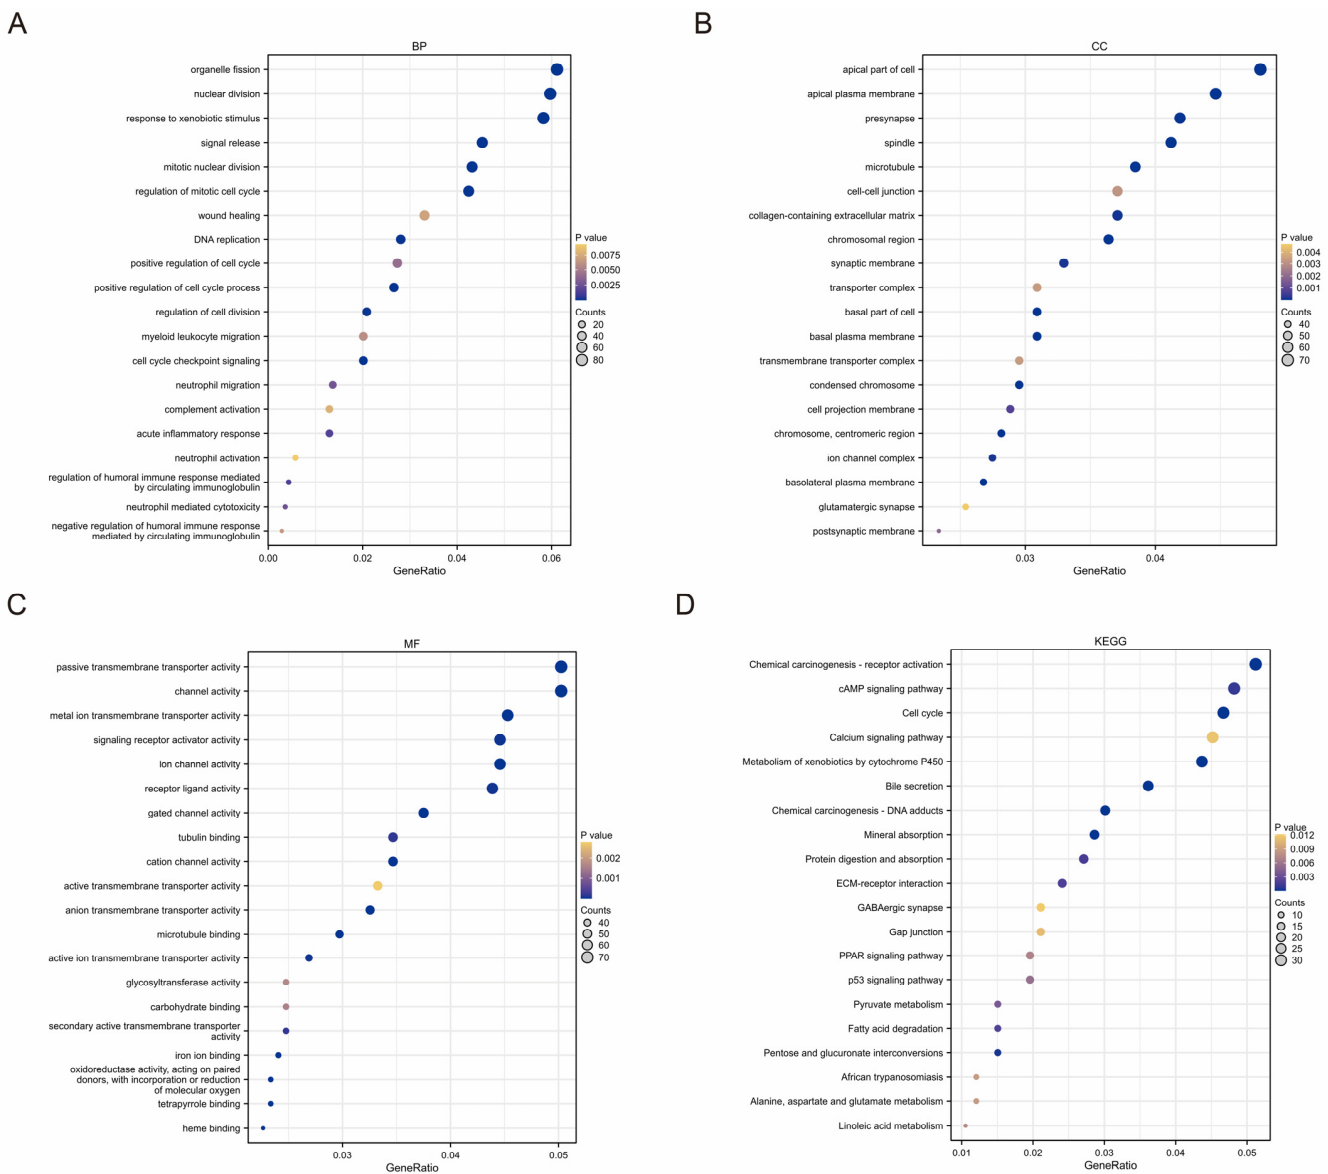 A
BP
organelle fission
nuclear division
response to xenobiotic stimulus
signal release
mitotic nuclear division
regulation of mitotic cell cycle
wound healing
DNA replication
positive regulation of cell cycle
positive regulation of cell cycle process
regulation of cell division
myeloid leukocyte migration
cell cycle checkpoint signaling
neutrophil migration
complement activation
acute inflammatory response
neutrophil activation
regulation of humoral immune response mediated
by circulating immunoglobulin
neutrophil mediated cytotoxicity
negative regulation of humoral immune response
mediated by circulating immunoglobulin
0.00 0.02 0.04 0.06
GeneRatio
P value
0.0075
0.0050
0.0025
Counts
20
40
60
80
B
CC
apical part of cell
apical plasma membrane
presynapse
spindle
microtubule
cell-cell junction
collagen-containing extracellular matrix
chromosomal region
synaptic membrane
transporter complex
basal part of cell
basal plasma membrane
transmembrane transporter complex
condensed chromosome
cell projection membrane
chromosome, centromeric region
ion channel complex
basolateral plasma membrane
glutamatergic synapse
postsynaptic membrane
0.03 0.04
GeneRatio
P value
0.004
0.003
0.002
0.001
Counts
40
50
60
70
C
MF
passive transmembrane transporter activity
channel activity
metal ion transmembrane transporter activity
signaling receptor activator activity
ion channel activity
receptor ligand activity
gated channel activity
tubulin binding
cation channel activity
active transmembrane transporter activity
anion transmembrane transporter activity
microtubule binding
active ion transmembrane transporter activity
glycosyltransferase activity
carbohydrate binding
secondary active transmembrane transporter
activity
iron ion binding
oxidoreductase activity, acting on paired
donors, with incorporation or reduction
of molecular oxygen
tetrapyrrole binding
heme binding
0.03 0.04 0.05
GeneRatio
P value
0.002
0.001
Counts
40
50
60
70
D
KEGG
Chemical carcinogenesis - receptor activation
cAMP signaling pathway
Cell cycle
Calcium signaling pathway
Metabolism of xenobiotics by cytochrome P450
Bile secretion
Chemical carcinogenesis - DNA adducts
Mineral absorption
Protein digestion and absorption
ECM-receptor interaction
GABAergic synapse
Gap junction
PPAR signaling pathway
p53 signaling pathway
Pyruvate metabolism
Fatty acid degradation
Pentose and glucuronate interconversions
African trypanosomiasis
Alanine, aspartate and glutamate metabolism
Linoleic acid metabolism
0.01 0.02 0.03 0.04 0.05
GeneRatio
P value
0.012
0.009
0.006
0.003
Counts
10
15
20
25
30